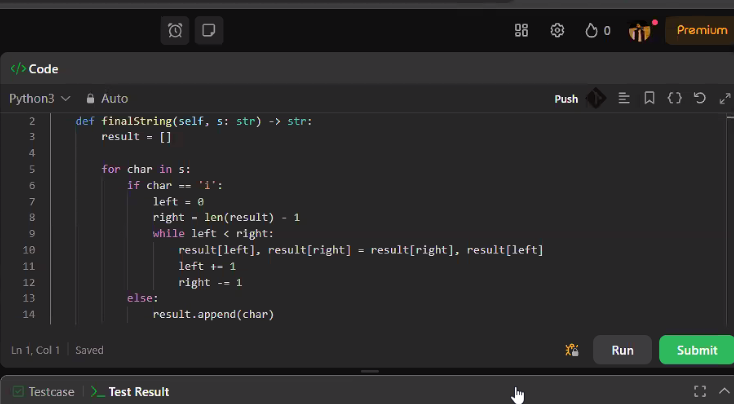 0
Premium
</> Code
Python3
Auto
Push
2 def finalString(self, s: str) -> str:
3 result = []
4
5 for char in s:
6 if char == 'i':
7 left = 0
8 right = len(result) - 1
9 while left < right:
10 result[left], result[right] = result[right], result[left]
11 left += 1
12 right -= 1
13 else:
14 result.append(char)
Ln 1, Col 1 | Saved
Run
Submit
Testcase
>_ Test Result